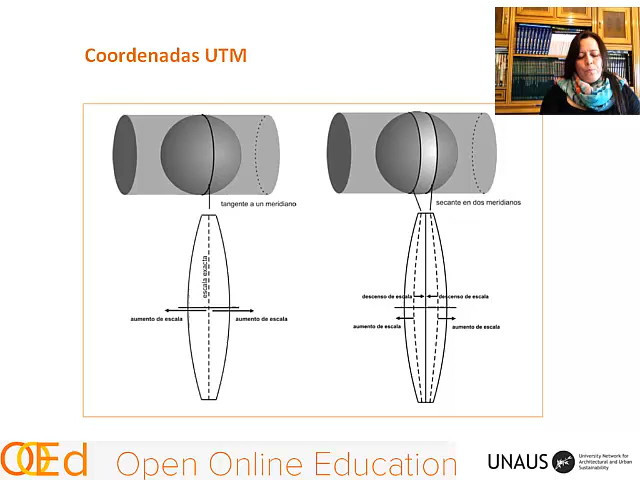 Coordenadas UTM
tangente a un meridiano
secante en dos meridianos
escala exacta
descenso de escala
descenso de escala
aumento de escala
aumento de escala
aumento de escala
aumento de escala
OOEd
Open Online Education
UNAUS
University Network for
Architectural and Urban
Sustainability